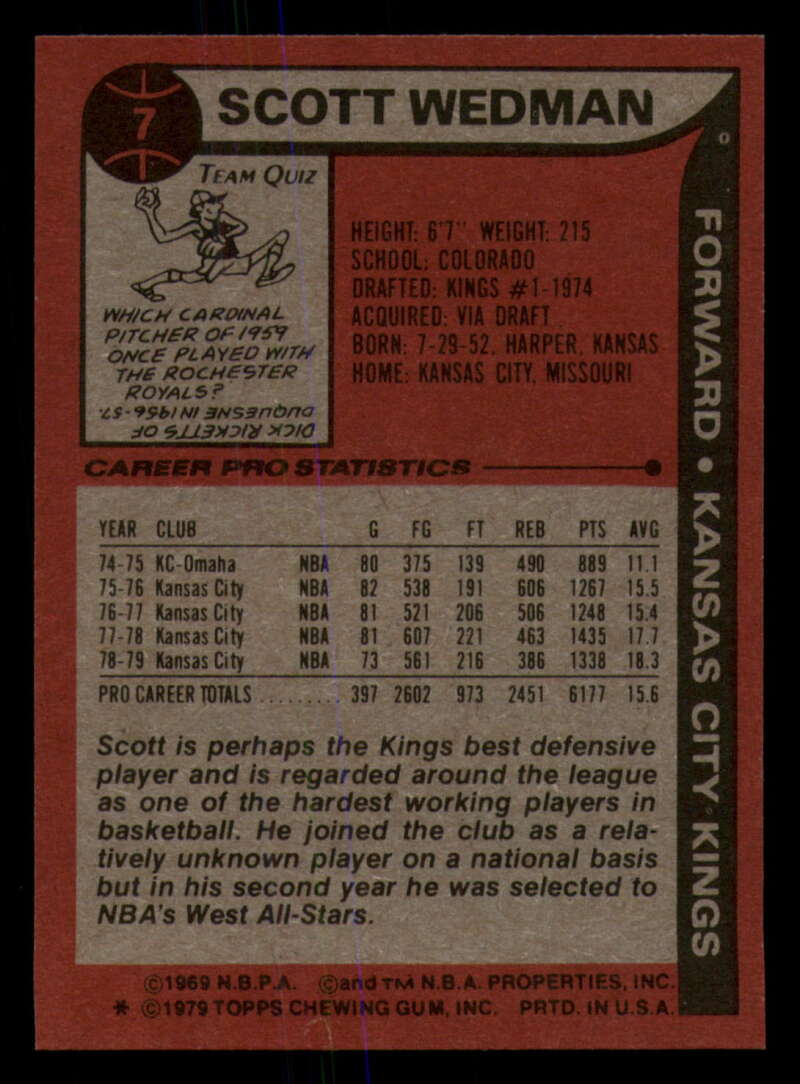 7
SCOTT WEDMAN
TEAM QUIZ
WHICH CARDINAL
PITCHER OF 1959
ONCE PLAYED WITH
THE ROCHESTER
ROYALS?
DICK RICKETTS OF
DUQUESNE IN 1956-57.
HEIGHT: 6'7" WEIGHT: 215
SCHOOL: COLORADO
DRAFTED: KINGS #1-1974
ACQUIRED: VIA DRAFT
BORN: 7-29-52, HARPER, KANSAS
HOME: KANSAS CITY, MISSOURI
FORWARD • KANSAS CITY KINGS
CAREER PRO STATISTICS
YEAR CLUB G FG FT REB PTS AVG
74-75 KC-Omaha NBA 80 375 139 490 889 11.1
75-76 Kansas City NBA 82 538 191 606 1267 15.5
76-77 Kansas City NBA 81 521 206 506 1248 15.4
77-78 Kansas City NBA 81 607 221 463 1435 17.7
78-79 Kansas City NBA 73 561 216 386 1338 18.3
PRO CAREER TOTALS ......... 397 2602 973 2451 6177 15.6
Scott is perhaps the Kings best defensive
player and is regarded around the league
as one of the hardest working players in
basketball. He joined the club as a rela-
tively unknown player on a national basis
but in his second year he was selected to
NBA's West All-Stars.
©1969 N.B.P.A. ©and TM N.B.A. PROPERTIES, INC.
* ©1979 TOPPS CHEWING GUM, INC. PRTD. IN U.S.A.